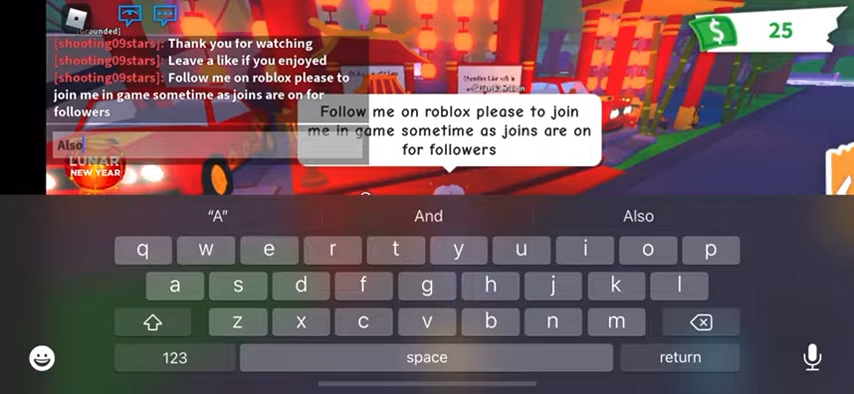 [Grounded]
[shooting09stars]: Thank you for watching
[shooting09stars]: Leave a like if you enjoyed
[shooting09stars]: Follow me on roblox please to
join me in game sometime as joins are on for
followers
Also
LUNAR
NEW YEAR
25
Follow me on roblox please to join
me in game sometime as joins are on
for followers
“A” And Also
q w e r t y u i o p
a s d f g h j k l
z x c v b n m
123 space return